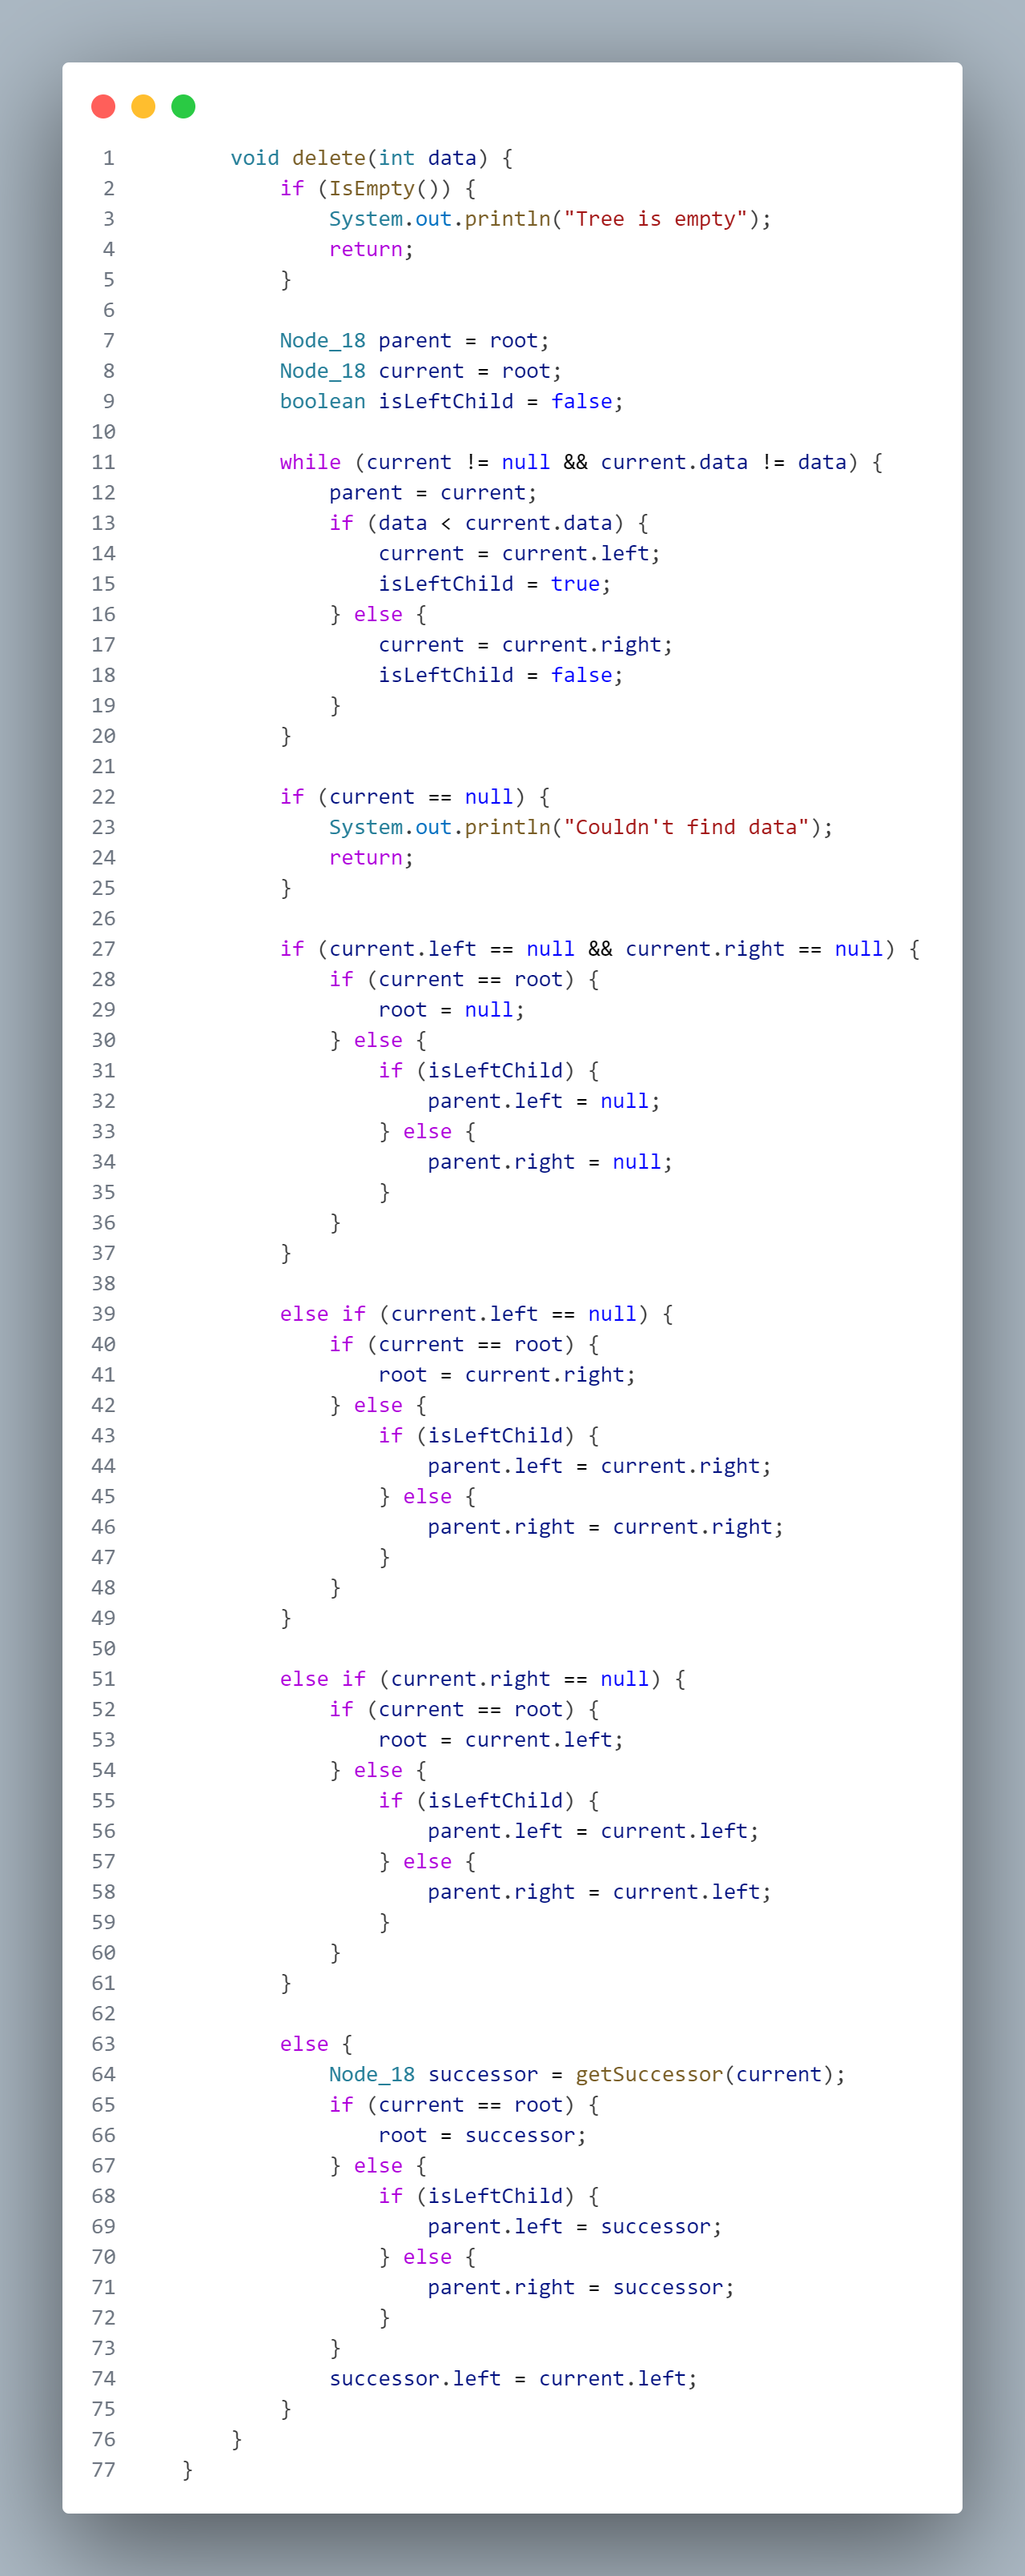 1 void delete(int data) {
2 if (IsEmpty()) {
3 System.out.println("Tree is empty");
4 return;
5 }
6
7 Node_18 parent = root;
8 Node_18 current = root;
9 boolean isLeftChild = false;
10
11 while (current != null && current.data != data) {
12 parent = current;
13 if (data < current.data) {
14 current = current.left;
15 isLeftChild = true;
16 } else {
17 current = current.right;
18 isLeftChild = false;
19 }
20 }
21
22 if (current == null) {
23 System.out.println("Couldn't find data");
24 return;
25 }
26
27 if (current.left == null && current.right == null) {
28 if (current == root) {
29 root = null;
30 } else {
31 if (isLeftChild) {
32 parent.left = null;
33 } else {
34 parent.right = null;
35 }
36 }
37 }
38
39 else if (current.left == null) {
40 if (current == root) {
41 root = current.right;
42 } else {
43 if (isLeftChild) {
44 parent.left = current.right;
45 } else {
46 parent.right = current.right;
47 }
48 }
49 }
50
51 else if (current.right == null) {
52 if (current == root) {
53 root = current.left;
54 } else {
55 if (isLeftChild) {
56 parent.left = current.left;
57 } else {
58 parent.right = current.left;
59 }
60 }
61 }
62
63 else {
64 Node_18 successor = getSuccessor(current);
65 if (current == root) {
66 root = successor;
67 } else {
68 if (isLeftChild) {
69 parent.left = successor;
70 } else {
71 parent.right = successor;
72 }
73 }
74 successor.left = current.left;
75 }
76 }
77 }